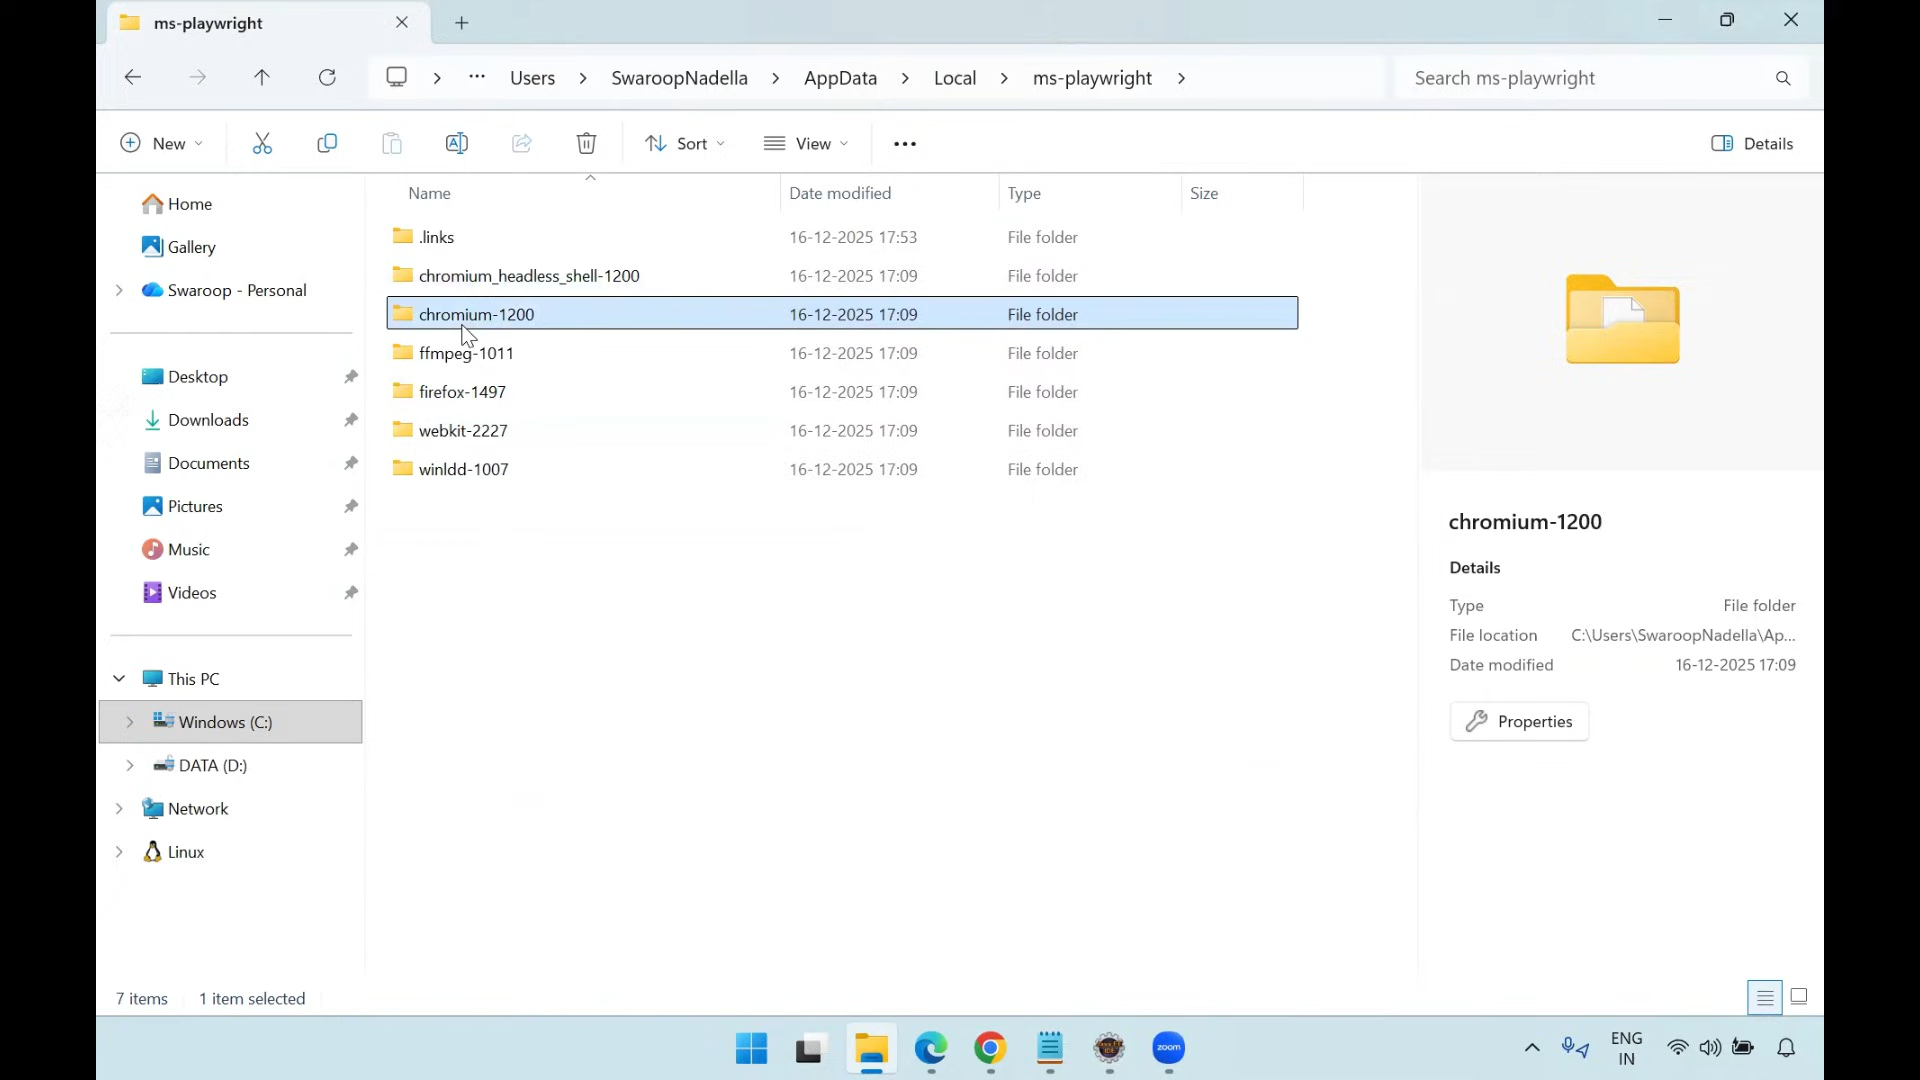 ms-playwright
Users
SwaroopNadella
AppData
Local
ms-playwright
Search ms-playwright
New
Sort
View
Details
Name
Date modified
Type
Size
.links 16-12-2025 17:53 File folder
chromium_headless_shell-1200 16-12-2025 17:09 File folder
chromium-1200 16-12-2025 17:09 File folder
ffmpeg-1011 16-12-2025 17:09 File folder
firefox-1497 16-12-2025 17:09 File folder
webkit-2227 16-12-2025 17:09 File folder
winldd-1007 16-12-2025 17:09 File folder
Home
Gallery
Swaroop - Personal
Desktop
Downloads
Documents
Pictures
Music
Videos
This PC
Windows (C:)
DATA (D:)
Network
Linux
chromium-1200
Details
Type File folder
File location C:\Users\SwaroopNadella\Ap...
Date modified 16-12-2025 17:09
Properties
7 items 1 item selected
zoom
ENG
IN